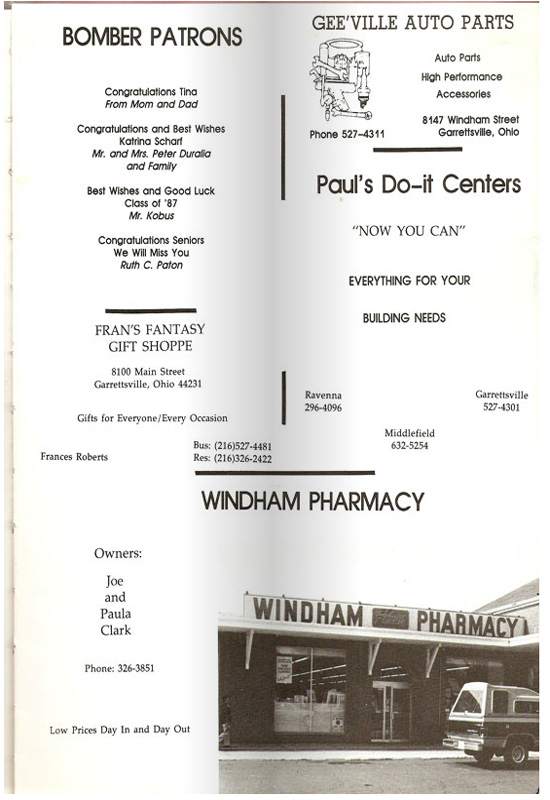 BOMBER PATRONS
Congratulations Tina
From Mom and Dad
Congratulations and Best Wishes
Katrina Scharf
Mr. and Mrs. Peter Duralia
and Family
Best Wishes and Good Luck
Class of '87
Mr. Kobus
Congratulations Seniors
We Will Miss You
Ruth C. Paton
FRAN'S FANTASY
GIFT SHOPPE
8100 Main Street
Garrettsville, Ohio 44231
Gifts for Everyone/Every Occasion
Bus: (216)527-4481
Frances Roberts
Res: (216)326-2422
GEE'VILLE AUTO PARTS
Auto Parts
High Performance
Accessories
8147 Windham Street
Garrettsville, Ohio
Phone 527-4311
Paul's Do-it Centers
"NOW YOU CAN"
EVERYTHING FOR YOUR
BUILDING NEEDS
Ravenna
296-4096
Garrettsville
527-4301
Middlefield
632-5254
WINDHAM PHARMACY
Owners:
Joe
and
Paula
Clark
Phone: 326-3851
Low Prices Day In and Day Out
WINDHAM PHARMACY